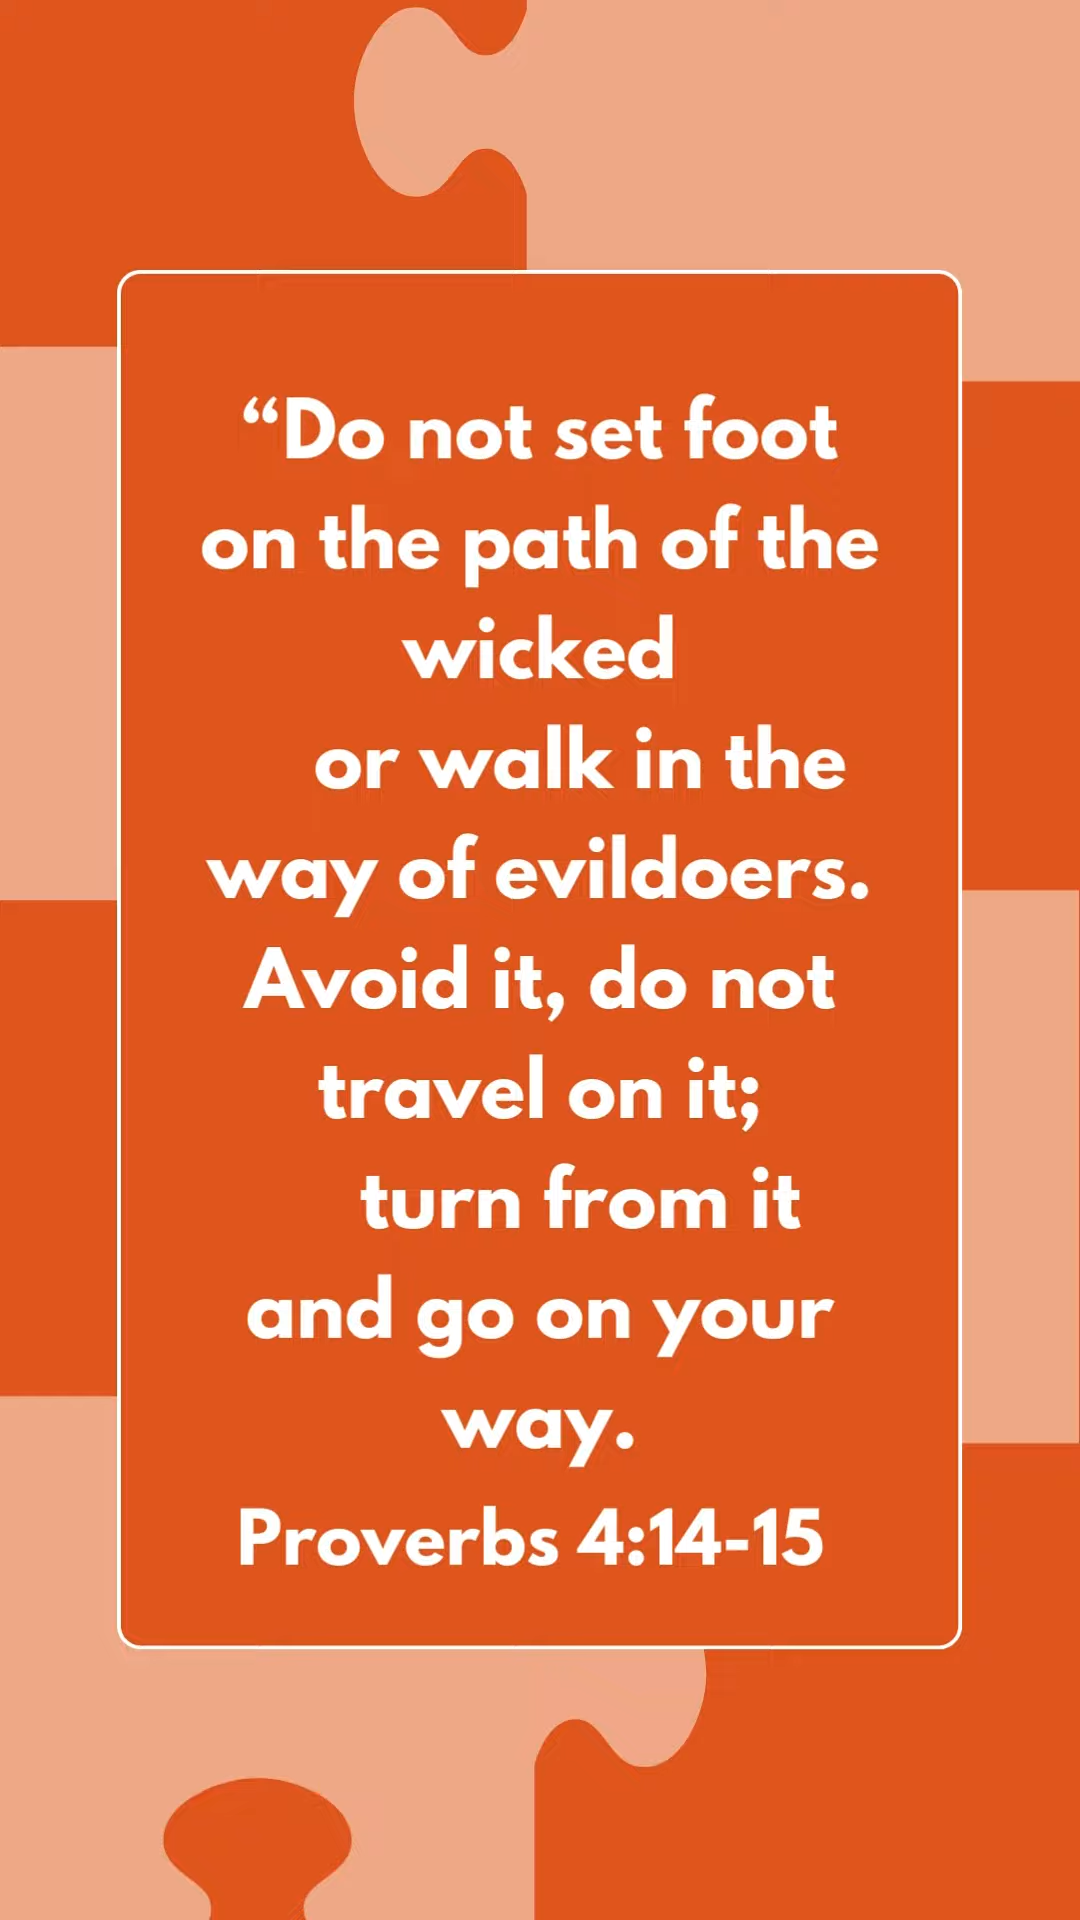 “Do not set foot
on the path of the
wicked
or walk in the
way of evildoers.
Avoid it, do not
travel on it;
turn from it
and go on your
way.
Proverbs 4:14-15